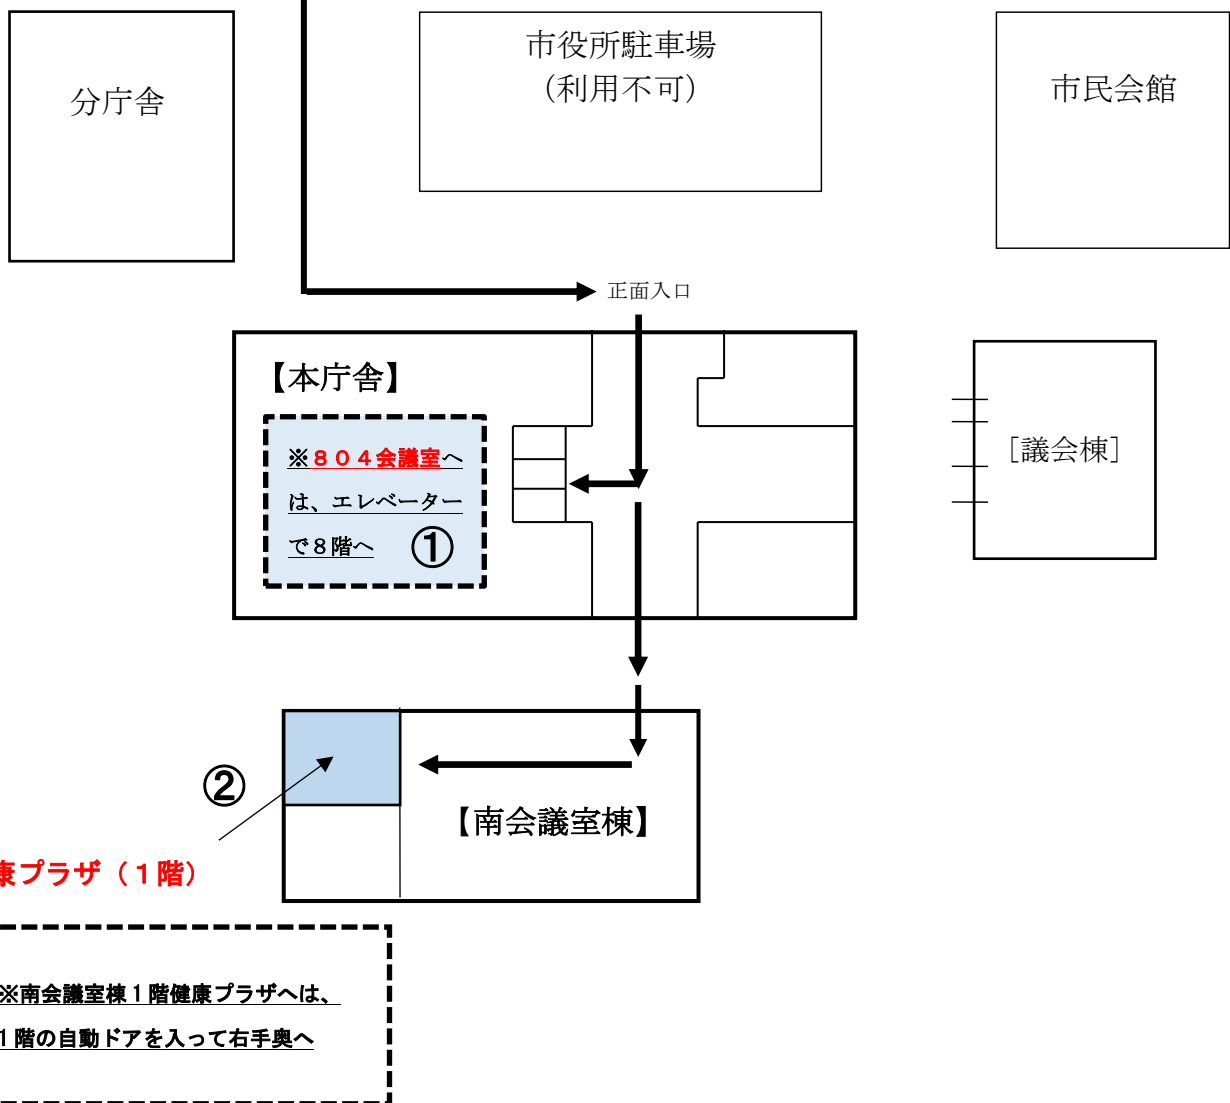 分庁舎
市役所駐車場
（利用不可）
市民会館
正面入口
【本庁舎】
※８０４会議室へ
は、エレベーター
で８階へ
①
［議会棟］
②
【南会議室棟】
康プラザ（１階）
※南会議室棟１階健康プラザへは、
１階の自動ドアを入って右手奥へ